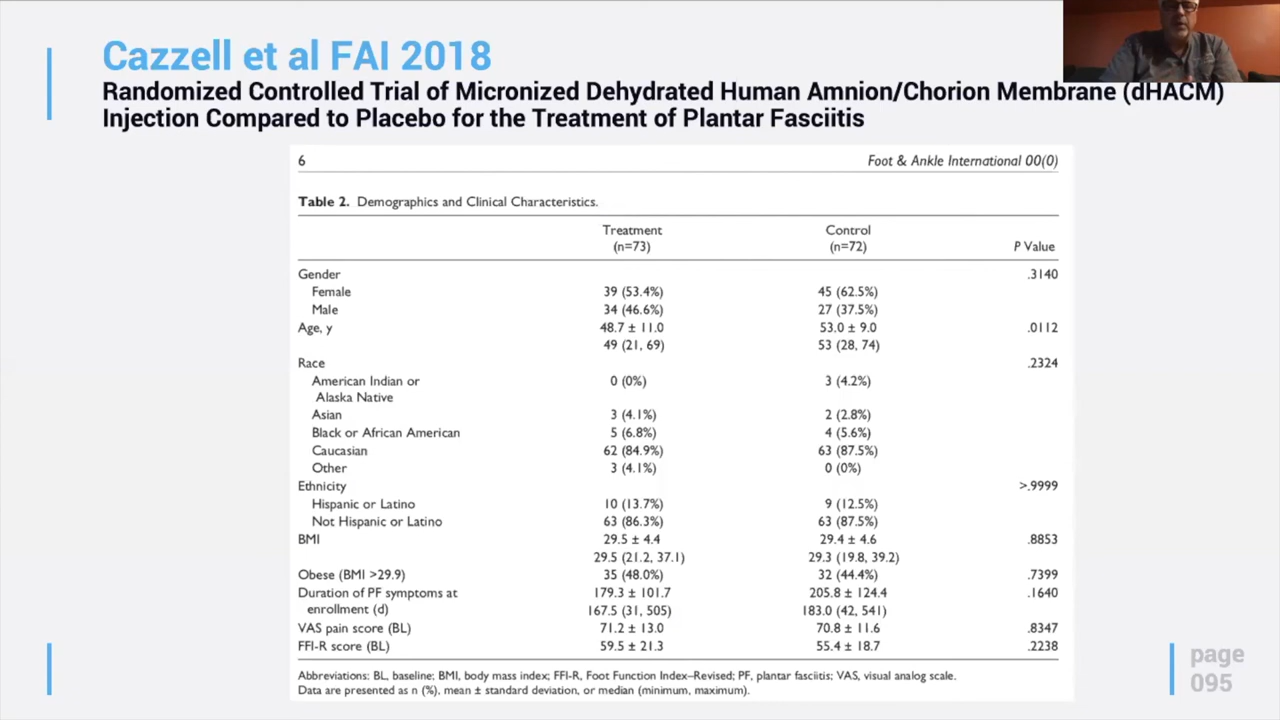 Cazzell et al FAI 2018
Randomized Controlled Trial of Micronized Dehydrated Human Amnion/Chorion Membrane (dHACM)
Injection Compared to Placebo for the Treatment of Plantar Fasciitis
6 Foot & Ankle International 00(0)
Table 2. Demographics and Clinical Characteristics.
Treatment Control
(n=73) (n=72) P Value
Gender .3140
Female 39 (53.4%) 45 (62.5%)
Male 34 (46.6%) 27 (37.5%)
Age, y 48.7 ± 11.0 53.0 ± 9.0 .0112
49 (21, 69) 53 (28, 74)
Race .2324
American Indian or 0 (0%) 3 (4.2%)
Alaska Native
Asian 3 (4.1%) 2 (2.8%)
Black or African American 5 (6.8%) 4 (5.6%)
Caucasian 62 (84.9%) 63 (87.5%)
Other 3 (4.1%) 0 (0%)
Ethnicity >.9999
Hispanic or Latino 10 (13.7%) 9 (12.5%)
Not Hispanic or Latino 63 (86.3%) 63 (87.5%)
BMI 29.5 ± 4.4 29.4 ± 4.6 .8853
29.5 (21.2, 37.1) 29.3 (19.8, 39.2)
Obese (BMI >29.9) 35 (48.0%) 32 (44.4%) .7399
Duration of PF symptoms at 179.3 ± 101.7 205.8 ± 124.4 .1640
enrollment (d) 167.5 (31, 505) 183.0 (42, 541)
VAS pain score (BL) 71.2 ± 13.0 70.8 ± 11.6 .8347
FFI-R score (BL) 59.5 ± 21.3 55.4 ± 18.7 .2238
Abbreviations: BL, baseline; BMI, body mass index; FFI-R, Foot Function Index–Revised; PF, plantar fasciitis; VAS, visual analog scale.
Data are presented as n (%), mean ± standard deviation, or median (minimum, maximum).
page
095